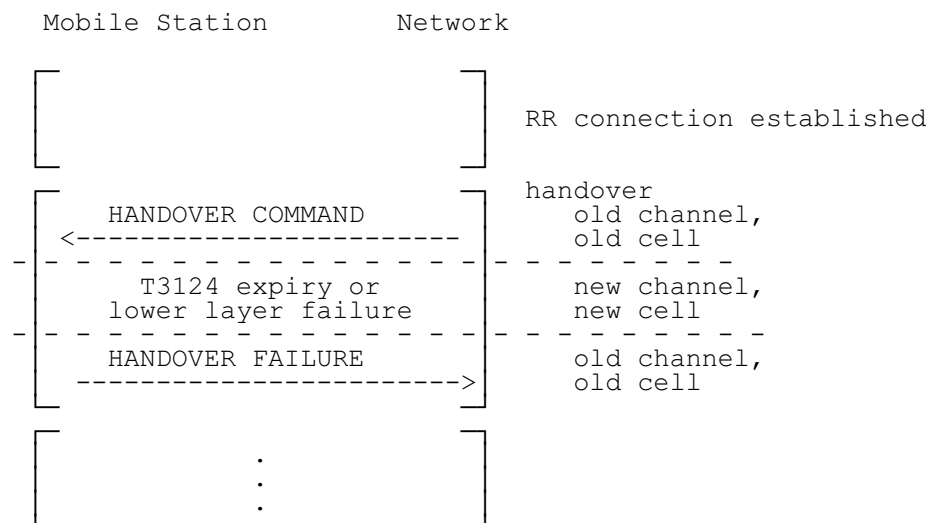 Mobile Station Network
RR connection established
handover
HANDOVER COMMAND old channel,
<------------------------ old cell
T3124 expiry or new channel,
lower layer failure new cell
HANDOVER FAILURE old channel,
------------------------> old cell
.
.
.